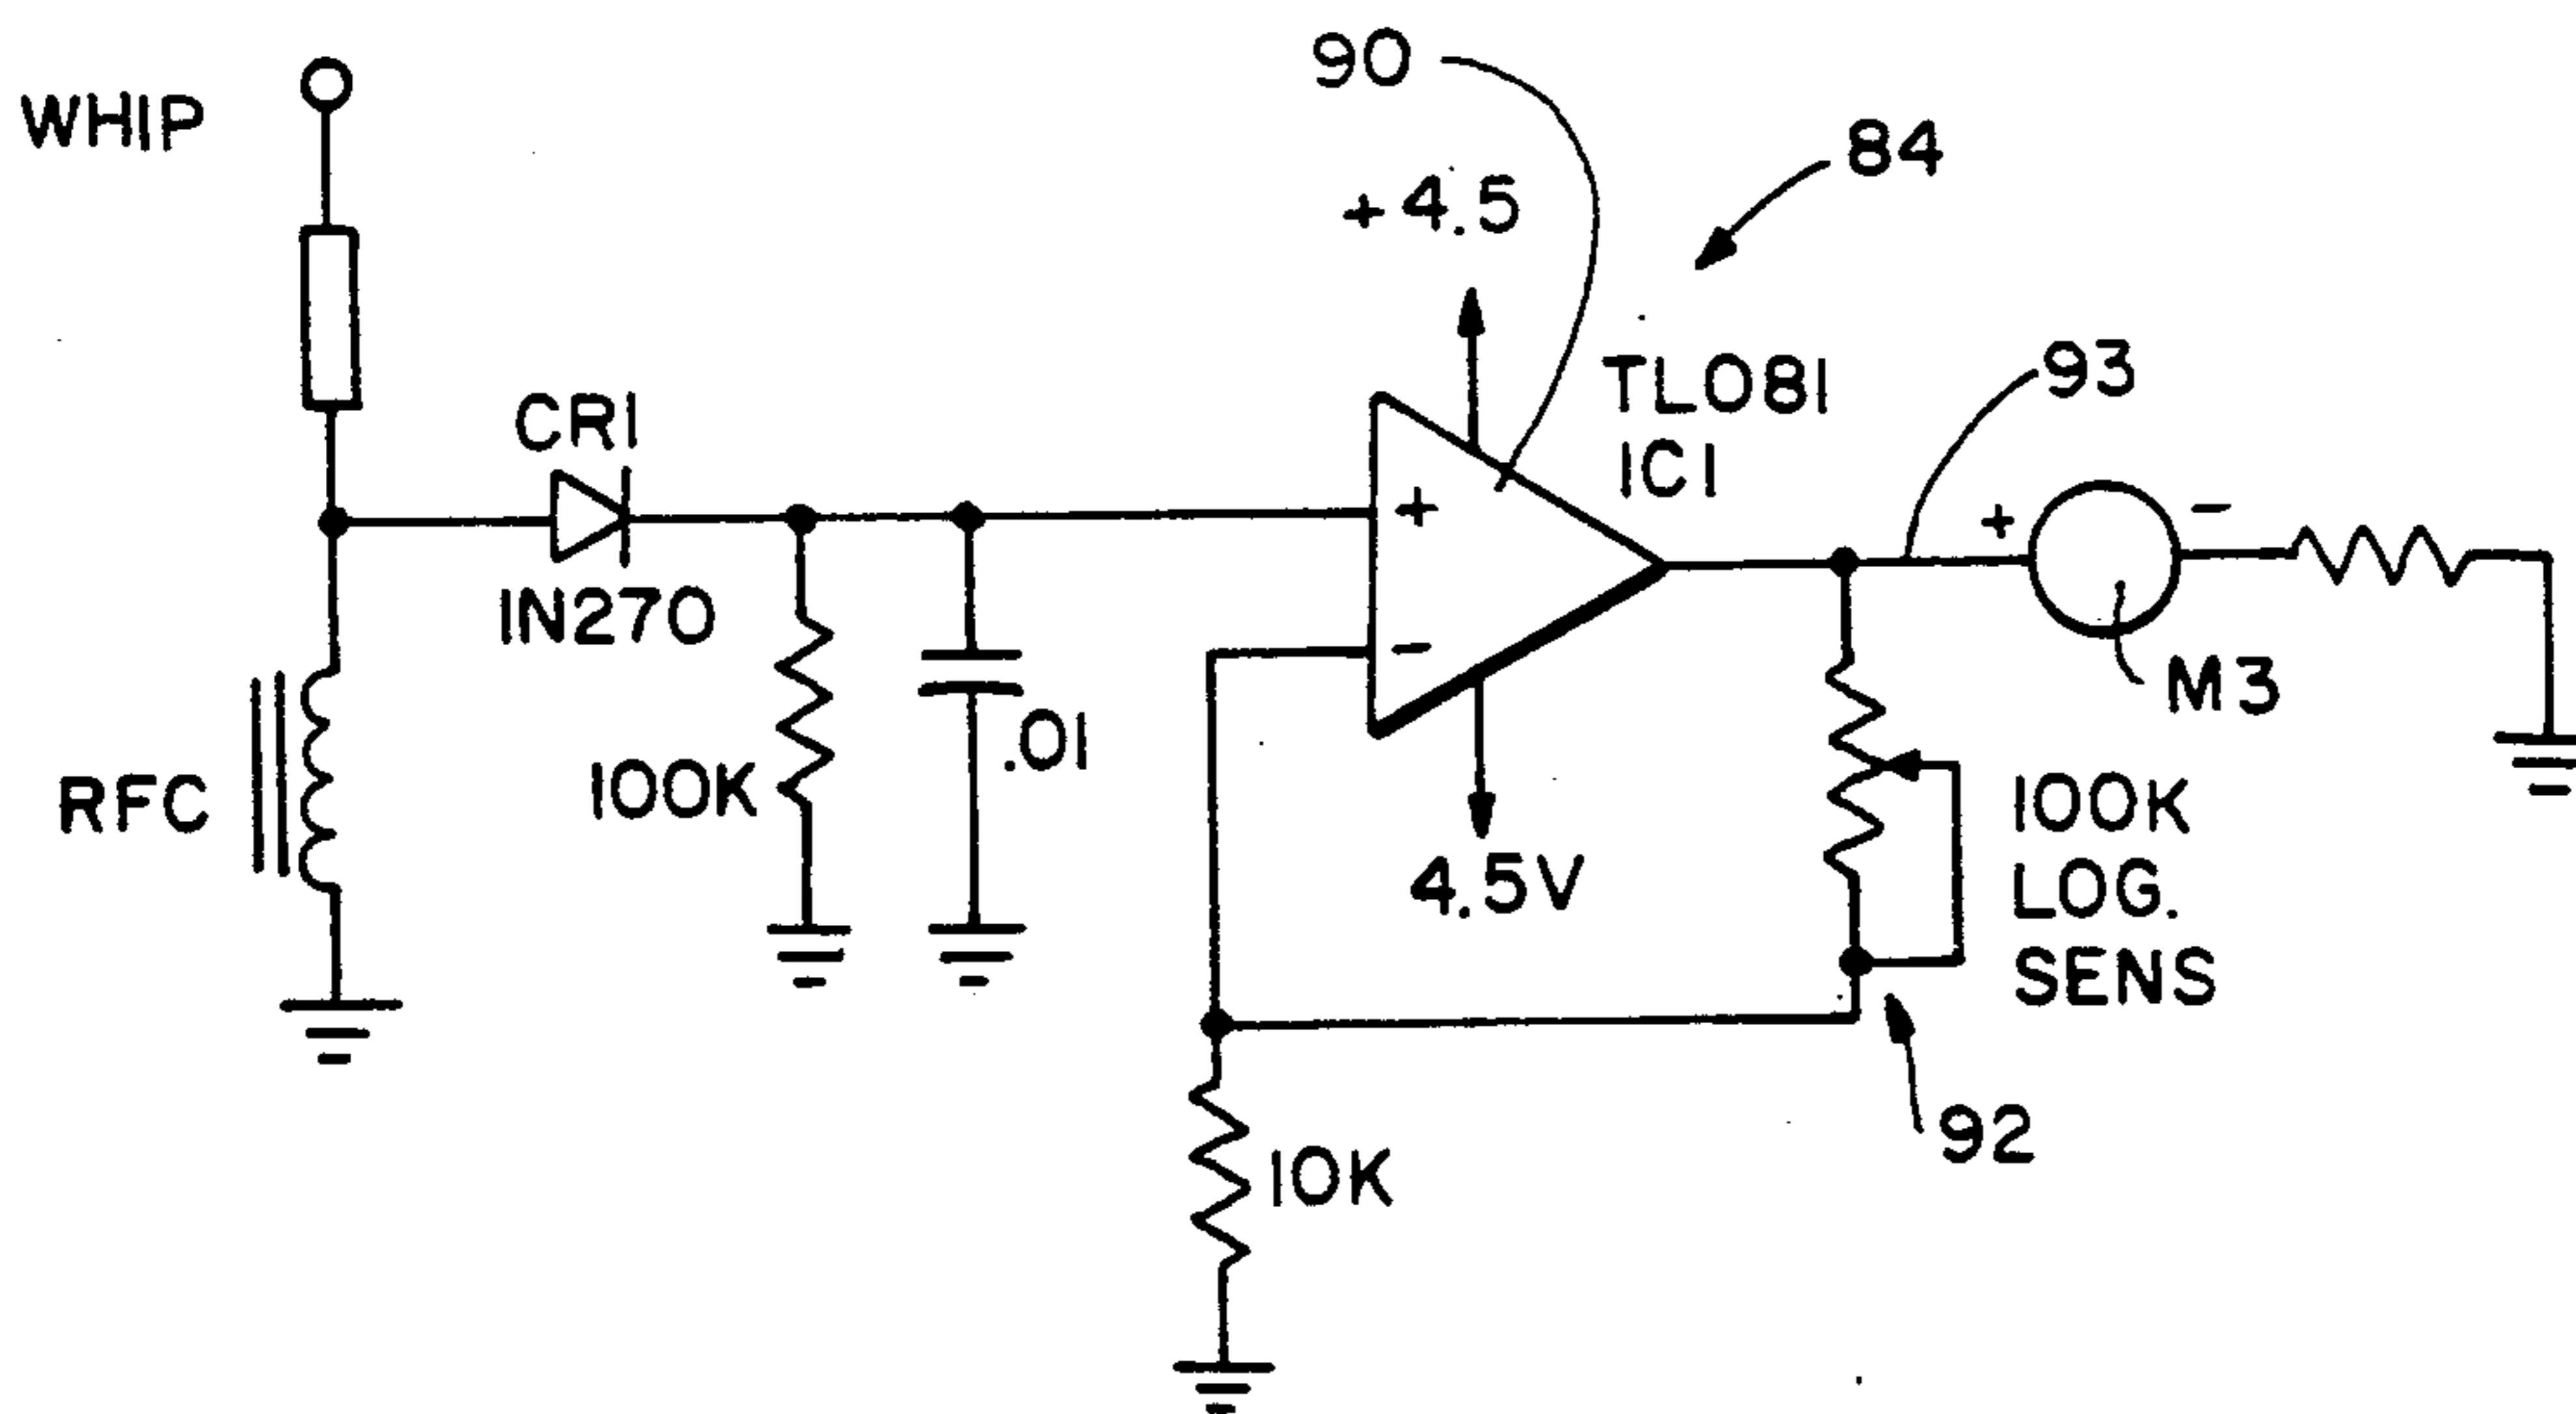 WHIP
90
84
+ 4.5
TL081
IC1
93
CR1
1N270
+
-
+
-
M3
RFC
100K
.01
4.5V
100K
LOG.
SENS
92
10K